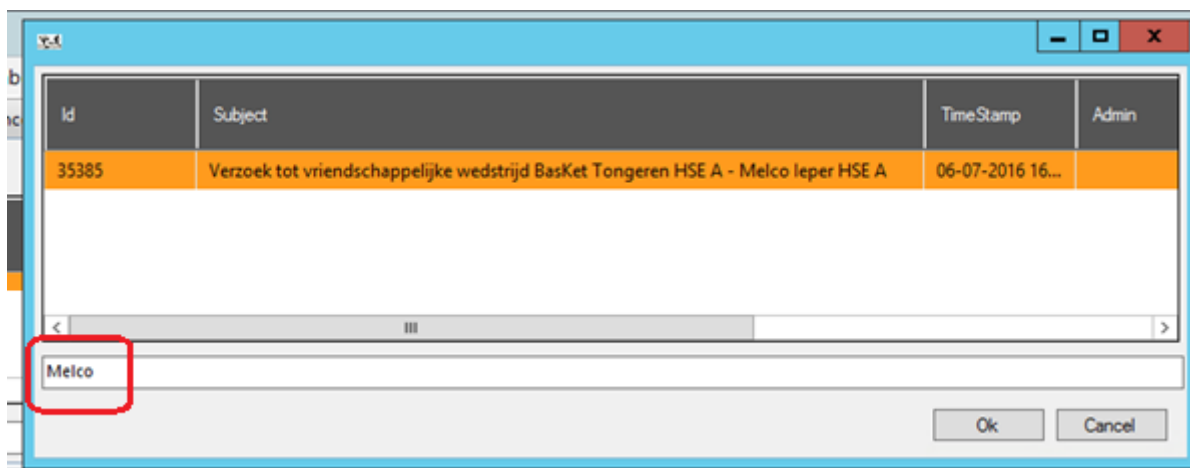 Id Subject TimeStamp Admin
35385 Verzoek tot vriendschappelijke wedstrijd BasKet Tongeren HSE A - Melco Ieper HSE A 06-07-2016 16...
Melco
Ok Cancel